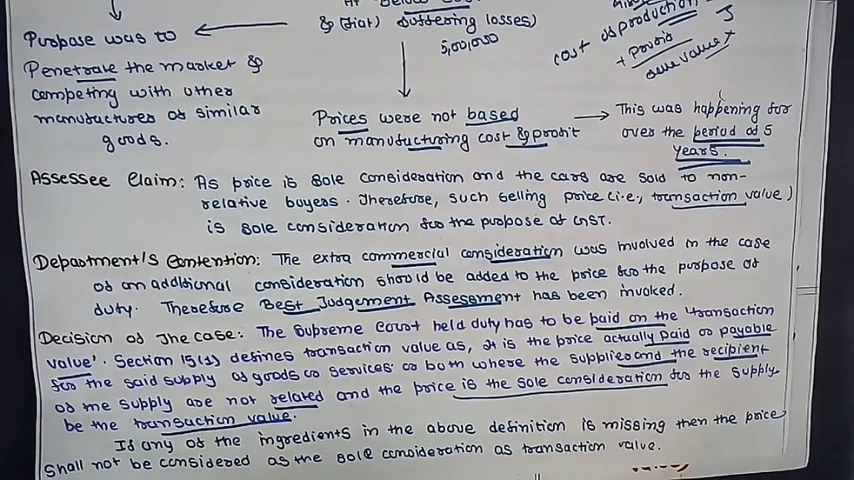 At Below Cost
& (Fiat) suffering losses)
5,00,000
cost of production
+ profit
same value
Purpose was to
Penetrate the market &
competing with other
manufacturers of similar
goods.
Prices were not based
on manufacturing cost & profit
This was happening for
over the period of 5
Years.
Assessee Claim: As price is sole consideration and the cars are sold to non-
relative buyers. Therefore, such selling price (i.e., transaction value)
is sole consideration for the purpose of GST.
Department's Contention: The extra commercial consideration was involved in the case
of an additional consideration should be added to the price for the purpose of
duty. Therefore Best Judgement Assessment has been invoked.
Decision of The case: The Supreme Court held duty has to be paid on the 'transaction
value'. Section 15(1) defines transaction value as, it is the price actually paid or payable
for the said supply of goods or services or both where the supplier and the recipient
of the supply are not related and the price is the sole consideration for the supply
be the transaction value.
If any of the ingredients in the above definition is missing then the price
shall not be considered as the sole consideration as transaction value.